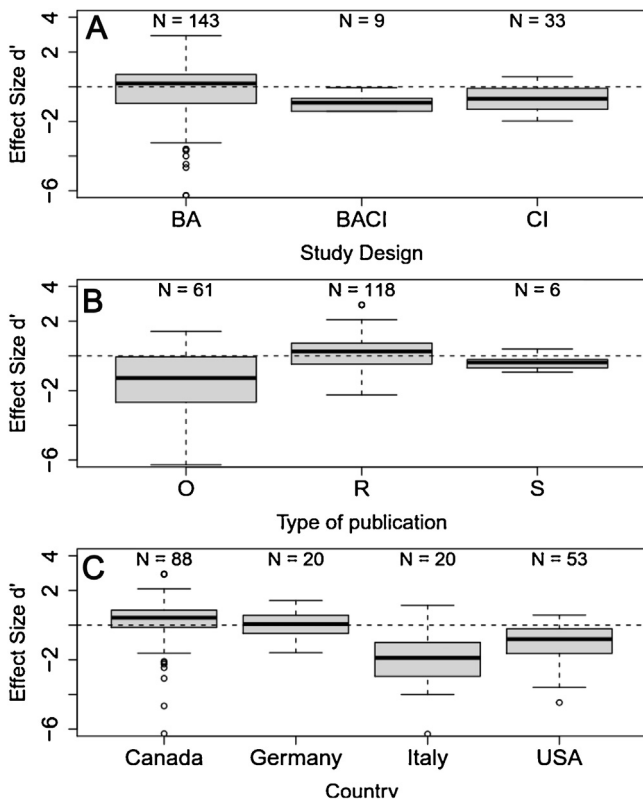 A
N = 143 N = 9 N = 33
4
2
-2
-6
Effect Size d'
BA BACI CI
Study Design
B
N = 61 N = 118 N = 6
4
2
-2
-6
Effect Size d'
O R S
Type of publication
C
N = 88 N = 20 N = 20 N = 53
4
2
-2
-6
Effect Size d'
Canada Germany Italy USA
Country